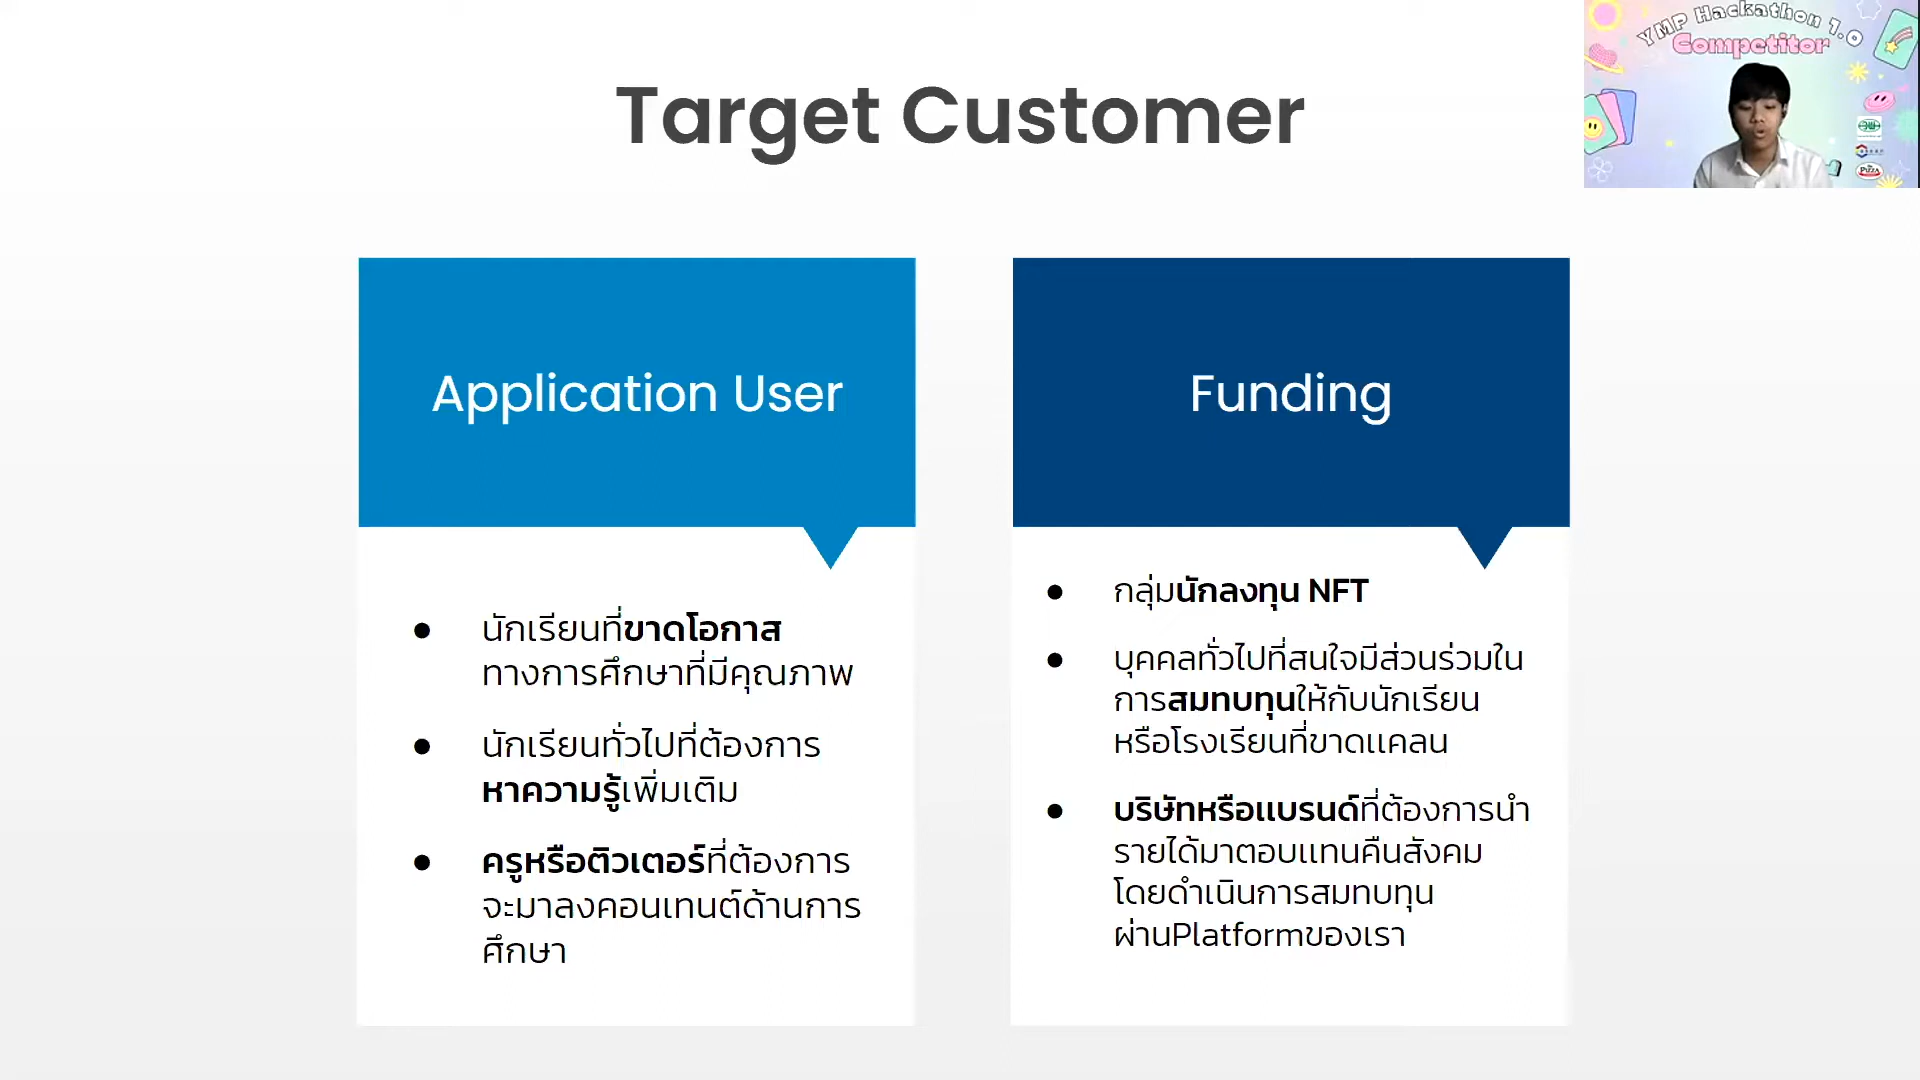 YMP Hackathon 1.0
Competitor
Target Customer
Application User
นักเรียนที่ขาดโอกาส
ทางการศึกษาที่มีคุณภาพ
นักเรียนทั่วไปที่ต้องการ
หาความรู้เพิ่มเติม
ครูหรือติวเตอร์ที่ต้องการ
จะมาลงคอนเทนต์ด้านการ
ศึกษา
Funding
กลุ่มนักลงทุน NFT
บุคคลทั่วไปที่สนใจมีส่วนร่วมใน
การสมทบทุนให้กับนักเรียน
หรือโรงเรียนที่ขาดแคลน
บริษัทหรือแบรนด์ที่ต้องการนำ
รายได้มาตอบแทนคืนสังคม
โดยดำเนินการสมทบทุน
ผ่านPlatformของเรา